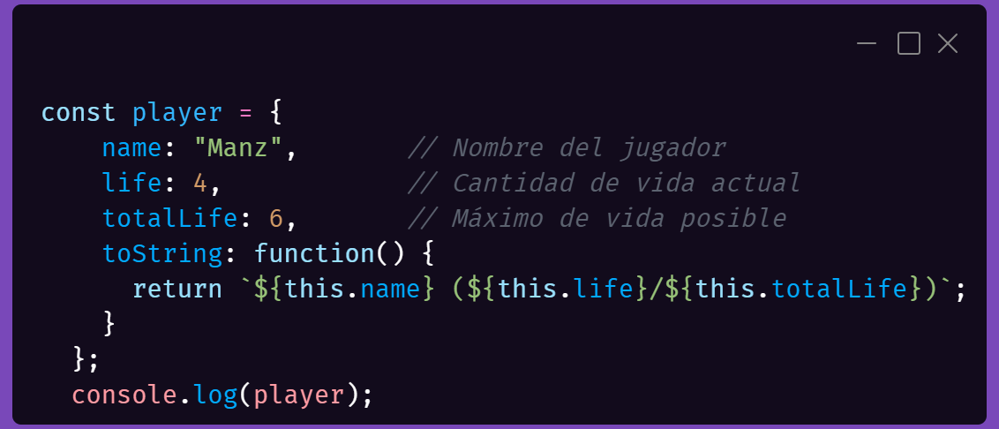 const player = {
    name: "Manz",       // Nombre del jugador
    life: 4,            // Cantidad de vida actual
    totalLife: 6,       // Máximo de vida posible
    toString: function() {
      return `${this.name} (${this.life}/${this.totalLife})`;
    }
  };
  console.log(player);